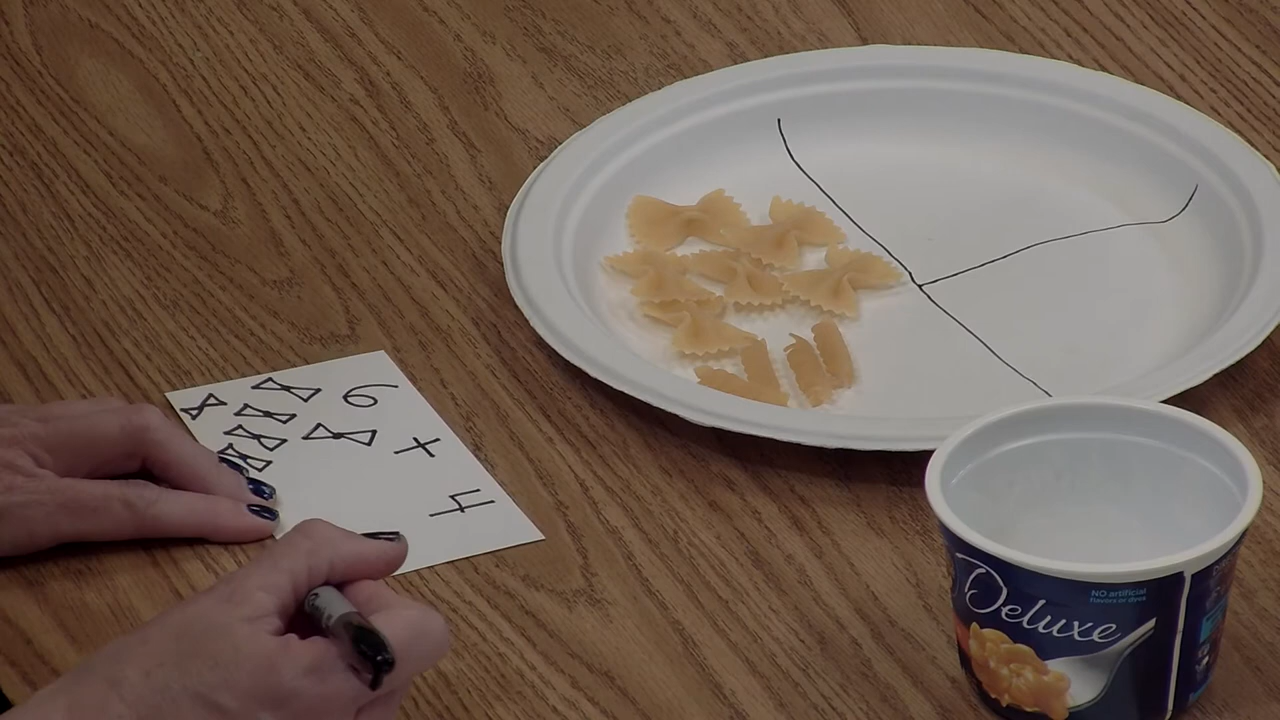 6
+
4
Deluxe
NO artificial
flavors or dyes